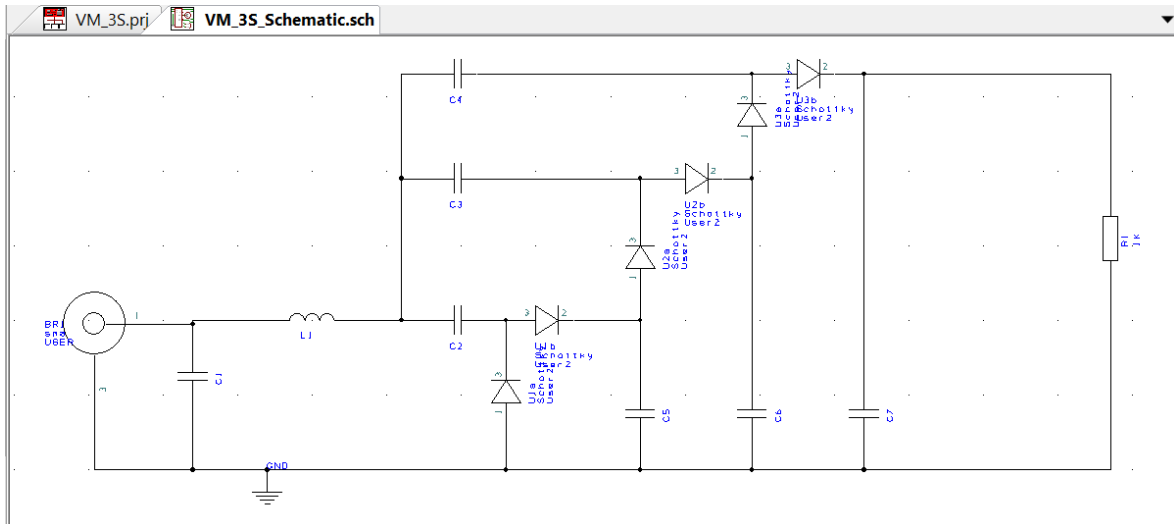 VM_3S.prj
VM_3S_Schematic.sch
C4
3
2
U3b
Schottky
User2
3
1
U3a
Schottky
User2
C3
3
2
U2b
Schottky
User2
3
1
U2a
Schottky
User2
R1
1K
BR1
sma
USER
1
3
L1
C2
3
2
Schottky
User2
3
1
U1a
Schottky
User2
C1
C5
C6
C7
GND